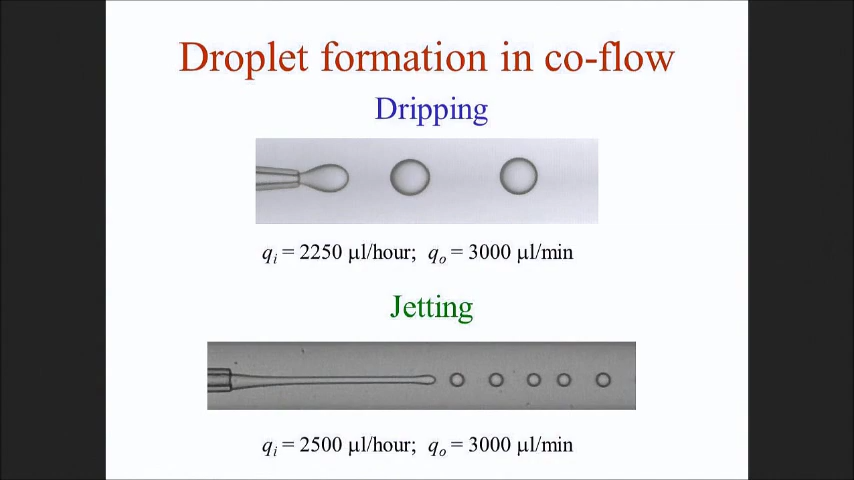 Droplet formation in co-flow
Dripping
qᵢ = 2250 μl/hour; qₒ = 3000 μl/min
Jetting
qᵢ = 2500 μl/hour; qₒ = 3000 μl/min